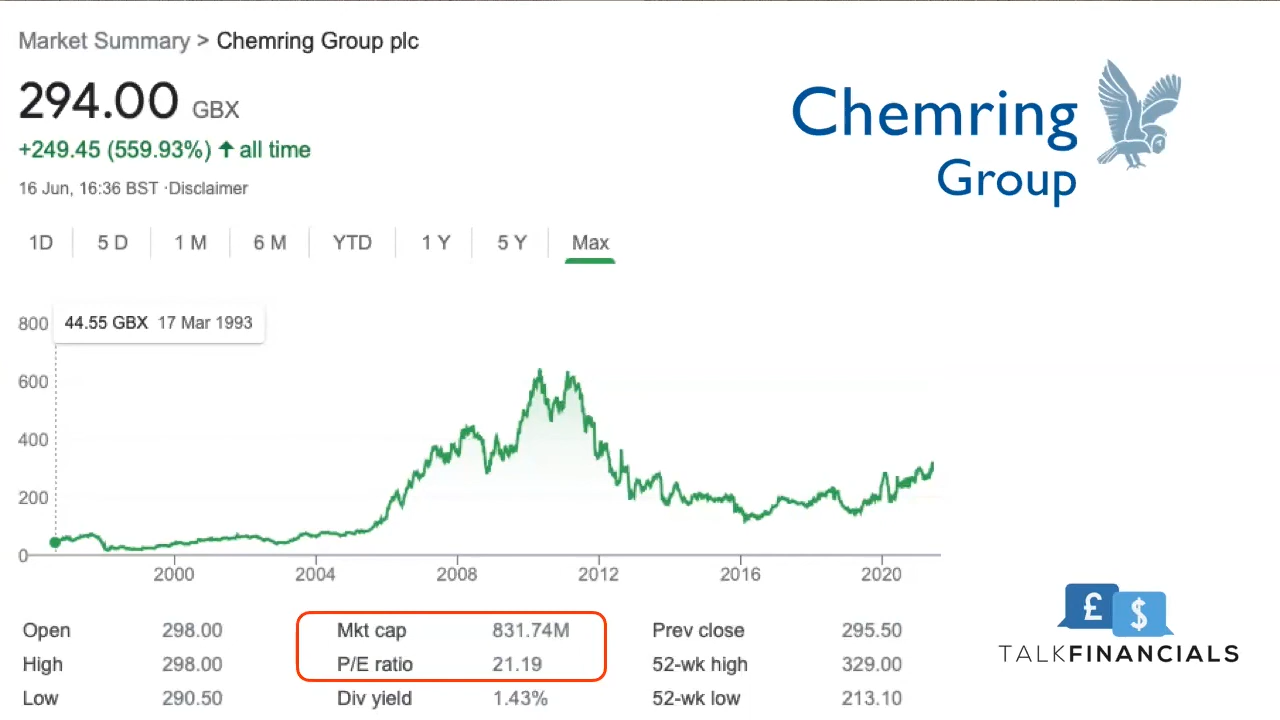 Market Summary > Chemring Group plc
294.00 GBX
+249.45 (559.93%) ↑ all time
16 Jun, 16:36 BST ·Disclaimer
1D 5 D 1 M 6 M YTD 1 Y 5 Y Max
Chemring
Group
800
44.55 GBX 17 Mar 1993
600
400
200
0
2000 2004 2008 2012 2016 2020
Open 298.00 Mkt cap 831.74M Prev close 295.50
High 298.00 P/E ratio 21.19 52-wk high 329.00
Low 290.50 Div yield 1.43% 52-wk low 213.10
£ $
TALKFINANCIALS